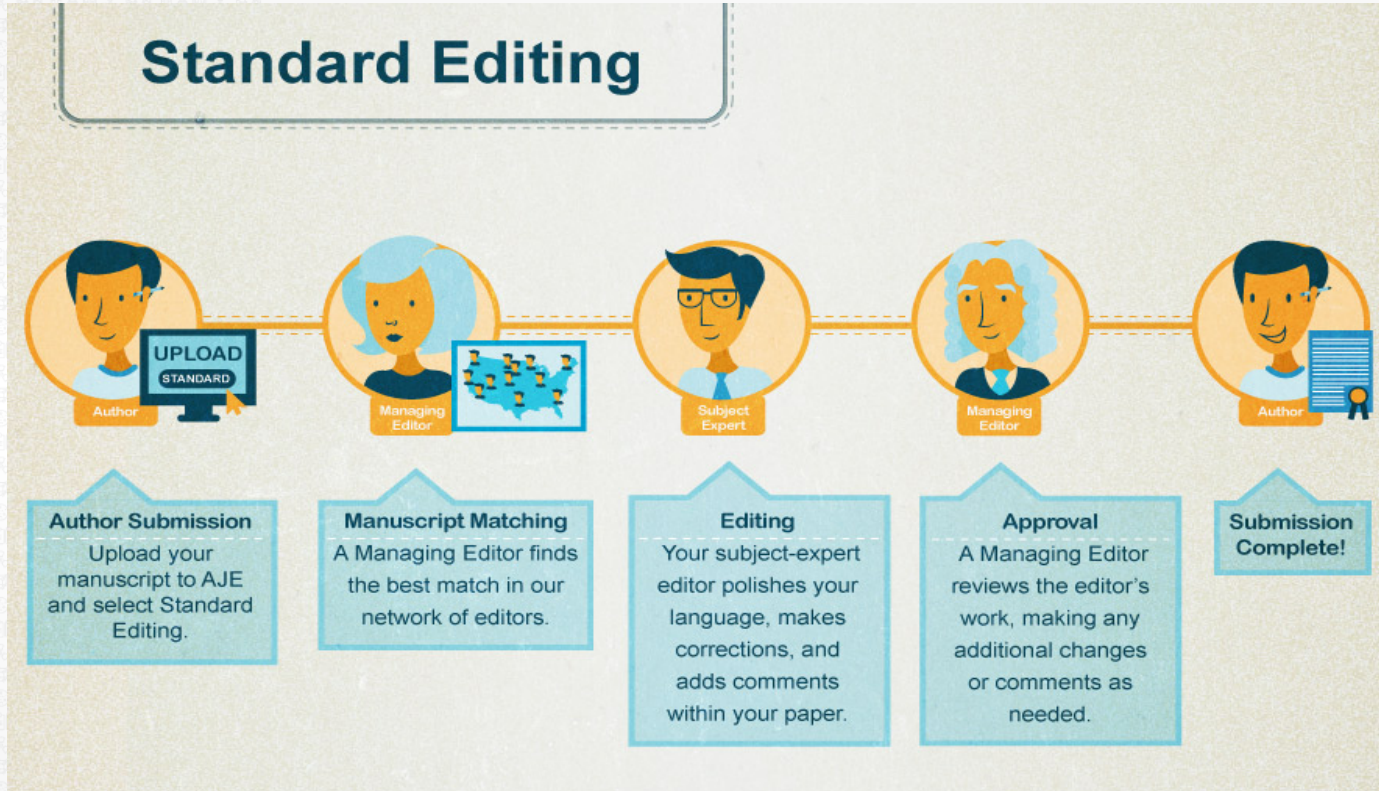 Standard Editing
UPLOAD
STANDARD
Author
Managing
Editor
Subject
Expert
Managing
Editor
Author
Author Submission
Upload your
manuscript to AJE
and select Standard
Editing.
Manuscript Matching
A Managing Editor finds
the best match in our
network of editors.
Editing
Your subject-expert
editor polishes your
language, makes
corrections, and
adds comments
within your paper.
Approval
A Managing Editor
reviews the editor’s
work, making any
additional changes
or comments as
needed.
Submission
Complete!